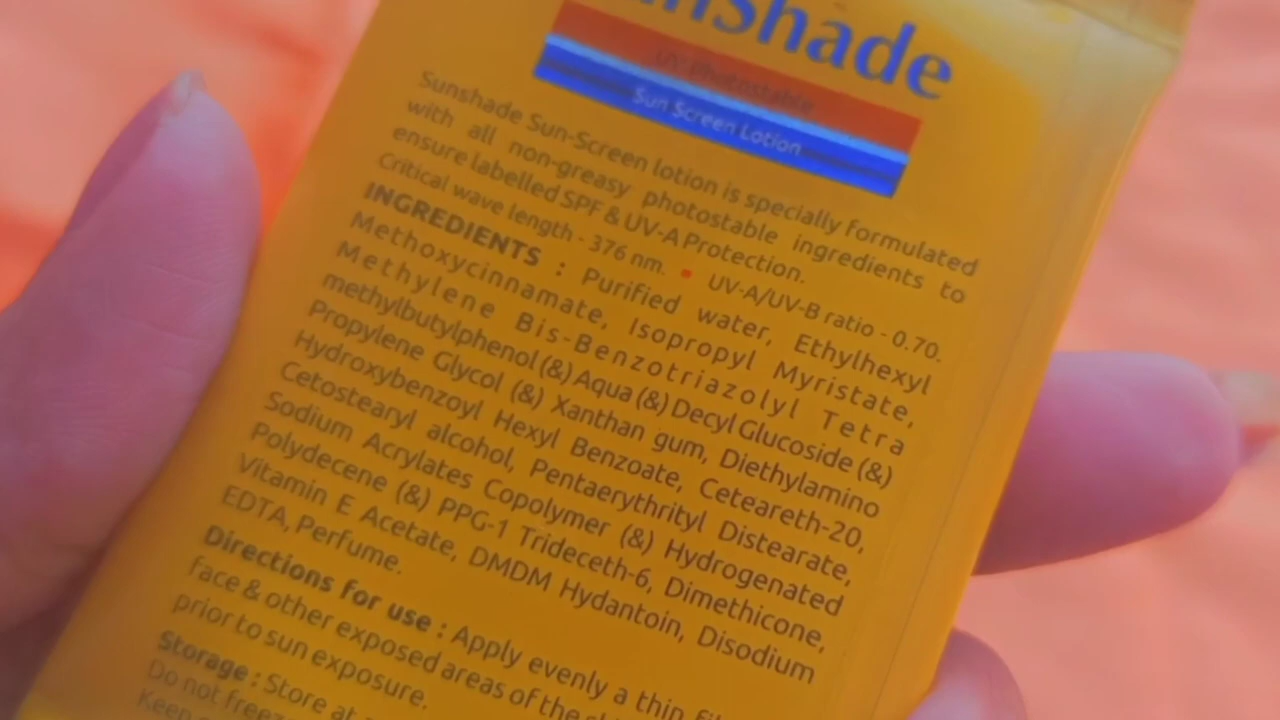 unShade
UV Photostable
Sun Screen Lotion
Sunshade Sun-Screen lotion is specially formulated
with all non-greasy photostable ingredients to
ensure labelled SPF & UV-A Protection.
Critical wave length - 376 nm. • UV-A/UV-B ratio - 0.70.
INGREDIENTS : Purified water, Ethylhexyl
Methoxycinnamate, Isopropyl Myristate,
Methylene Bis-Benzotriazolyl Tetra
methylbutylphenol (&) Aqua (&) Decyl Glucoside (&)
Propylene Glycol (&) Xanthan gum, Diethylamino
Hydroxybenzoyl Hexyl Benzoate, Ceteareth-20,
Cetostearyl alcohol, Pentaerythrityl Distearate,
Sodium Acrylates Copolymer (&) Hydrogenated
Polydecene (&) PPG-1 Trideceth-6, Dimethicone,
Vitamin E Acetate, DMDM Hydantoin, Disodium
EDTA, Perfume.
Directions for use : Apply evenly a thin
face & other exposed areas of the
prior to sun exposure.
Storage : Store at
Do not freeze
Keep